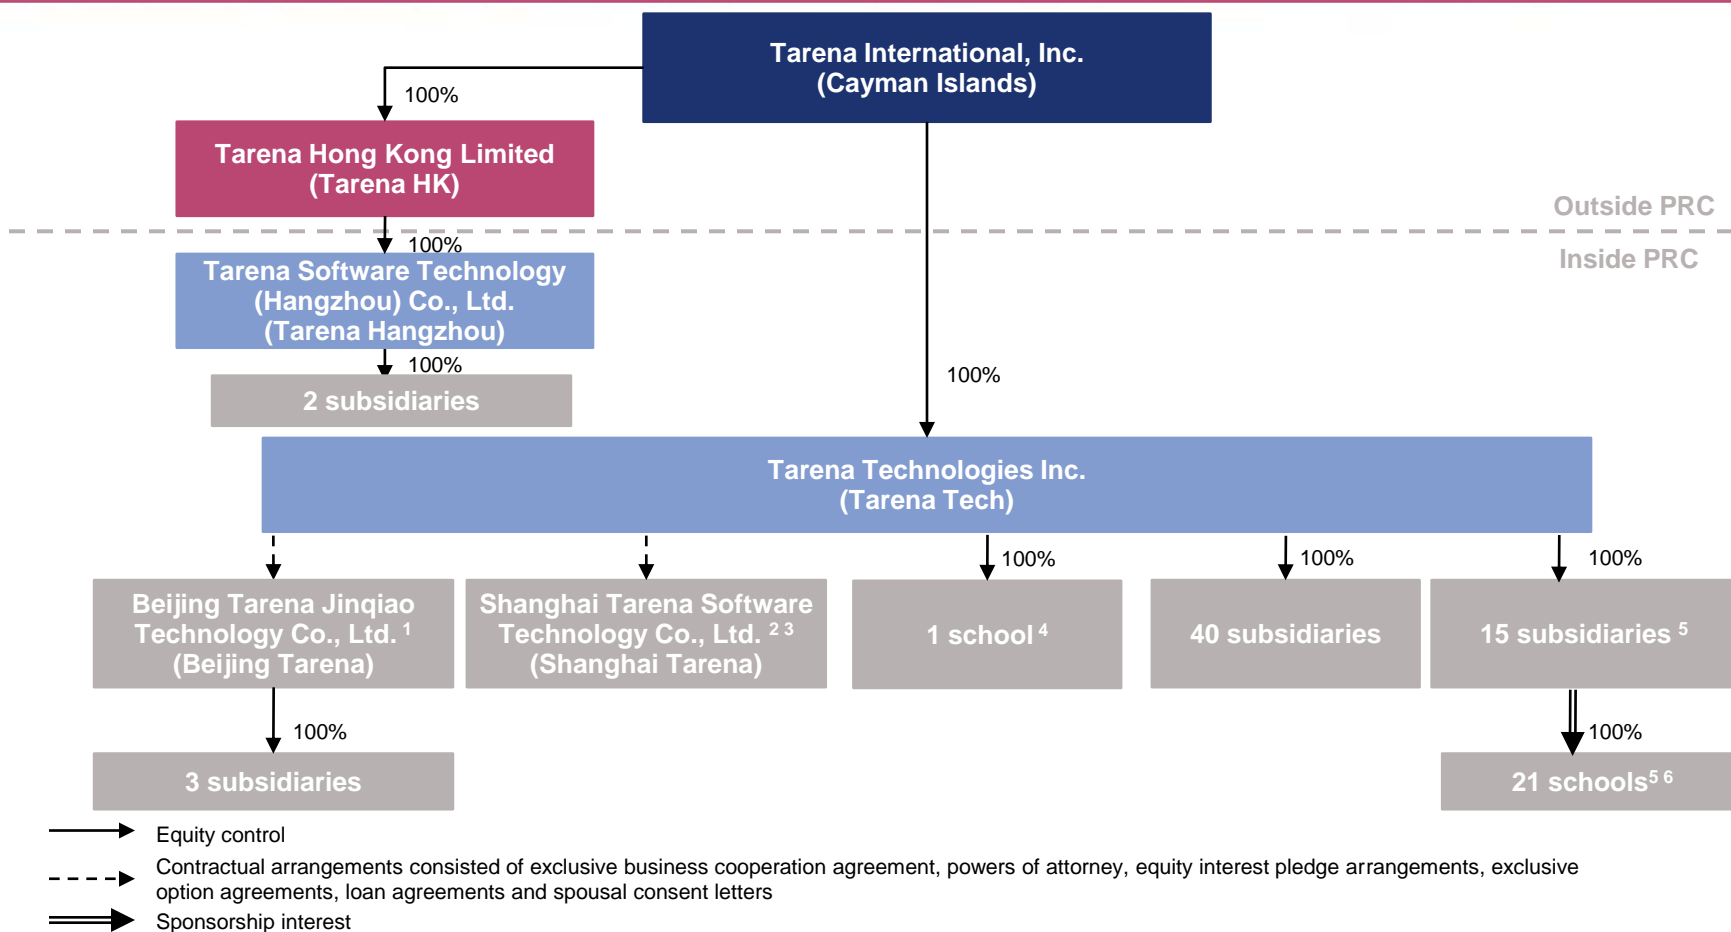 Tarena International, Inc.
(Cayman Islands)
100%
Tarena Hong Kong Limited
(Tarena HK)
Outside PRC
100%
Inside PRC
Tarena Software Technology
(Hangzhou) Co., Ltd.
(Tarena Hangzhou)
100%
100%
2 subsidiaries
Tarena Technologies Inc.
(Tarena Tech)
100%
100%
100%
Beijing Tarena Jinqiao
Technology Co., Ltd. 1
(Beijing Tarena)
Shanghai Tarena Software
Technology Co., Ltd. 2 3
(Shanghai Tarena)
1 school 4
40 subsidiaries
15 subsidiaries 5
100%
100%
3 subsidiaries
21 schools 5 6
Equity control
Contractual arrangements consisted of exclusive business cooperation agreement, powers of attorney, equity interest pledge arrangements, exclusive
option agreements, loan agreements and spousal consent letters
Sponsorship interest